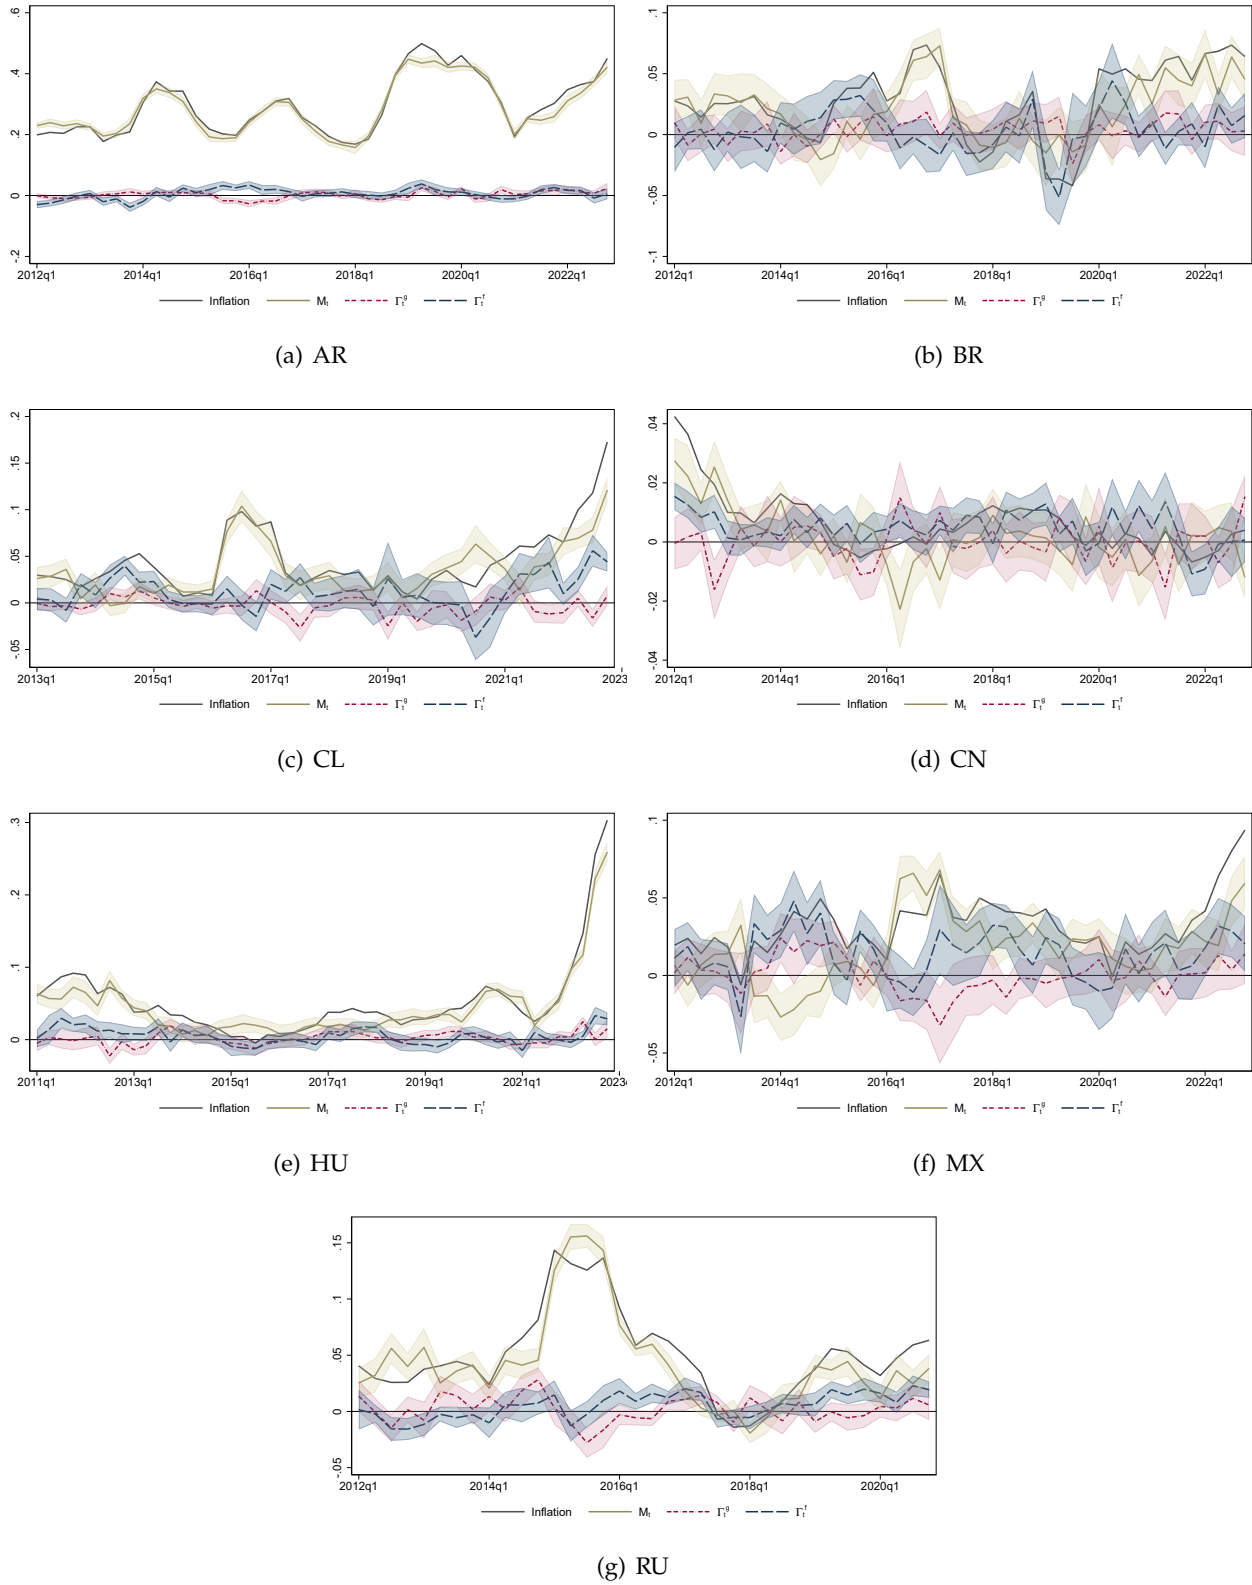 .6
.4
.2
0
-.2
2012q1 2014q1 2016q1 2018q1 2020q1 2022q1
Inflation Mₜ Γₜᵍ Γₜᶠ
(a) AR
.1
.05
0
-.05
-.1
2012q1 2014q1 2016q1 2018q1 2020q1 2022q1
Inflation Mₜ Γₜᵍ Γₜᶠ
(b) BR
.2
.15
.1
.05
0
-.05
2013q1 2015q1 2017q1 2019q1 2021q1 2023
Inflation Mₜ Γₜᵍ Γₜᶠ
(c) CL
.04
.02
0
-.02
-.04
2012q1 2014q1 2016q1 2018q1 2020q1 2022q1
Inflation Mₜ Γₜᵍ Γₜᶠ
(d) CN
.3
.2
.1
0
2011q1 2013q1 2015q1 2017q1 2019q1 2021q1 2023
Inflation Mₜ Γₜᵍ Γₜᶠ
(e) HU
.1
.05
0
-.05
2012q1 2014q1 2016q1 2018q1 2020q1 2022q1
Inflation Mₜ Γₜᵍ Γₜᶠ
(f) MX
.15
.1
.05
0
-.05
2012q1 2014q1 2016q1 2018q1 2020q1
Inflation Mₜ Γₜᵍ Γₜᶠ
(g) RU